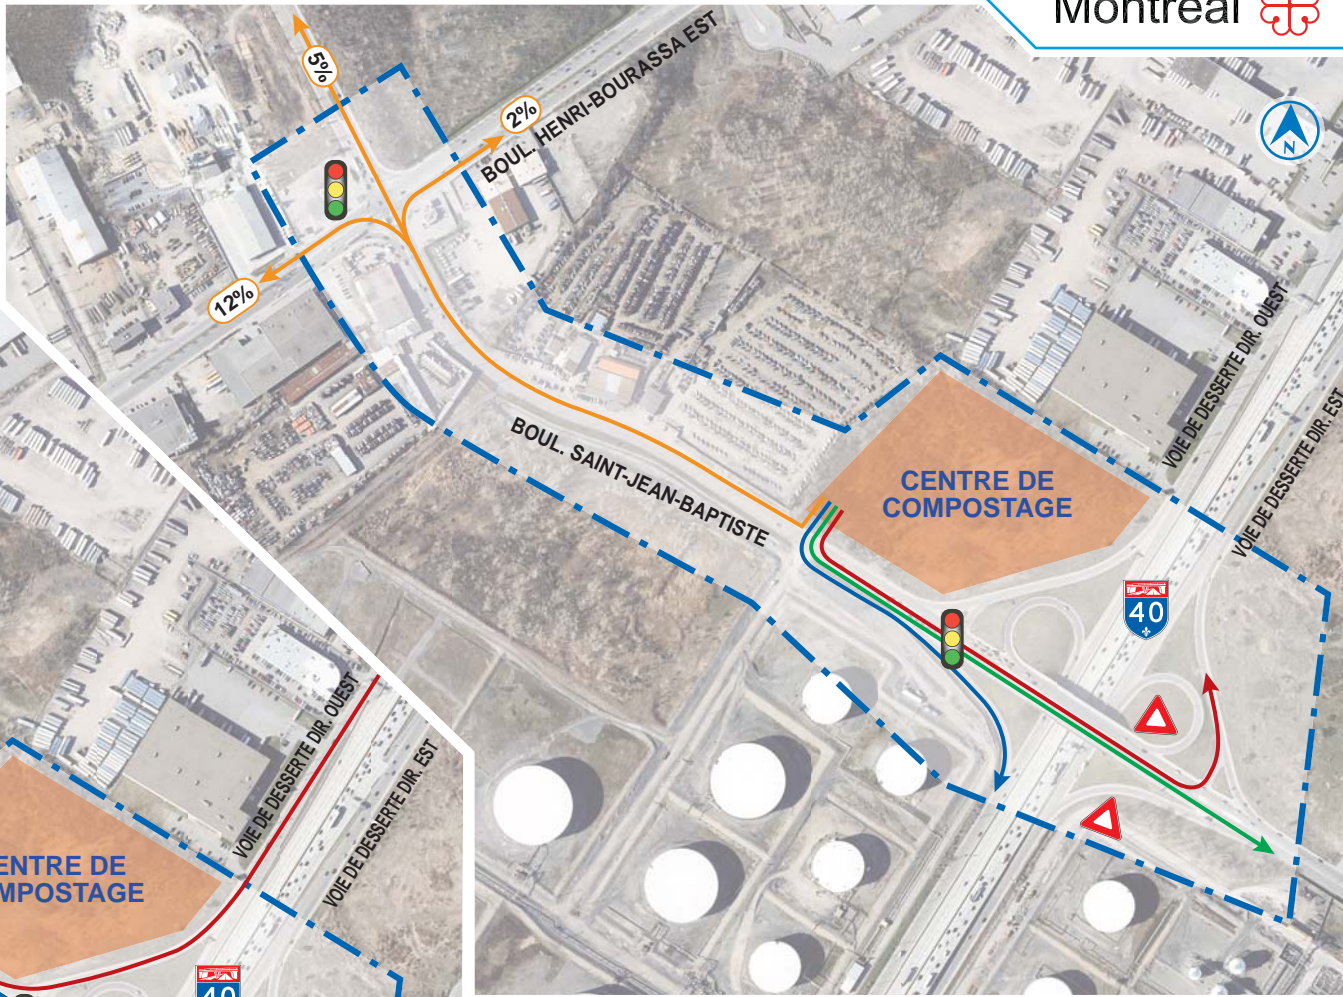 Montréal
5%
2%
BOUL. HENRI-BOURASSA EST
N
12%
BOUL. SAINT-JEAN-BAPTISTE
CENTRE DE
COMPOSTAGE
VOIE DE DESSERTE DIR. OUEST
VOIE DE DESSERTE DIR. EST
40
VOIE DE DESSERTE DIR. OUEST
VOIE DE DESSERTE DIR. EST
ENTRE DE
MPOSTAGE
40